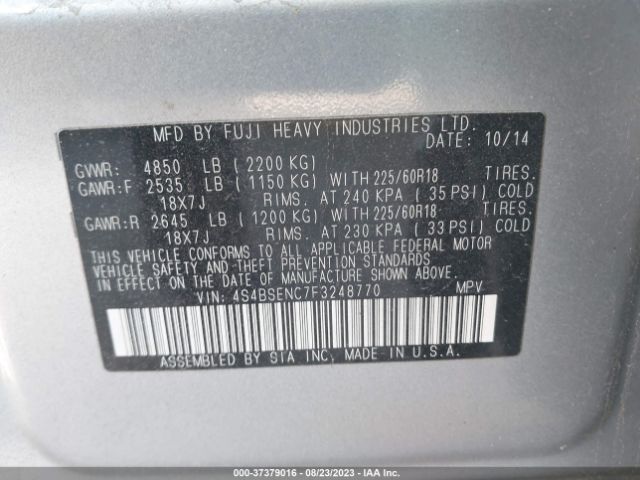 MFD BY FUJI HEAVY INDUSTRIES LTD.
DATE: 10/14
GVWR: 4850 LB (2200 KG)
GAWR:F 2535 LB (1150 KG) WITH 225/60R18 TIRES.
18X7J RIMS. AT 240 KPA (35 PSI) COLD
GAWR:R 2645 LB (1200 KG) WITH 225/60R18 TIRES.
18X7J RIMS. AT 230 KPA (33 PSI) COLD
THIS VEHICLE CONFORMS TO ALL APPLICABLE FEDERAL MOTOR
VEHICLE SAFETY AND THEFT PREVENTION STANDARDS
IN EFFECT ON THE DATE OF MANUFACTURE SHOWN ABOVE.
VIN: 4S4BSENC7F3248770 MPV
ASSEMBLED BY SIA INC. MADE IN U.S.A.
000-37379016 - 08/23/2023 - IAA Inc.